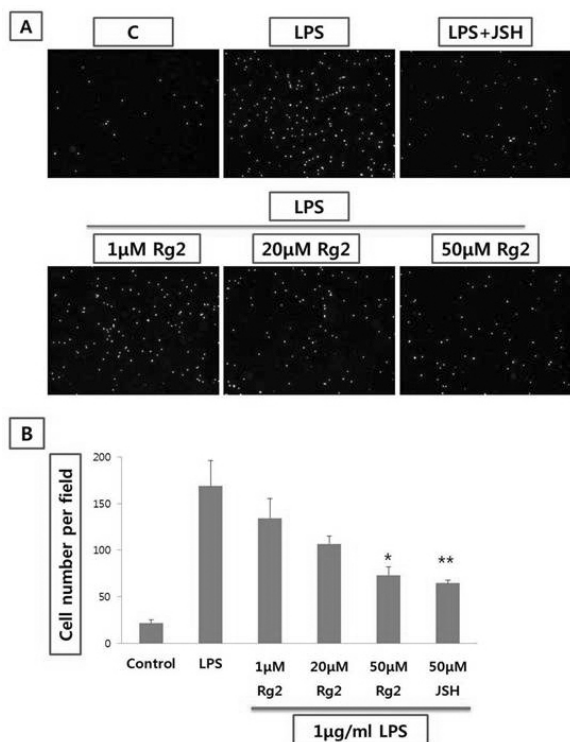 A
C LPS LPS+JSH
LPS
1μM Rg2 20μM Rg2 50μM Rg2
B
Cell number per field
200
150
100
50
0
* **
Control LPS 1μM 20μM 50μM 50μM
Rg2 Rg2 Rg2 JSH
1μg/ml LPS